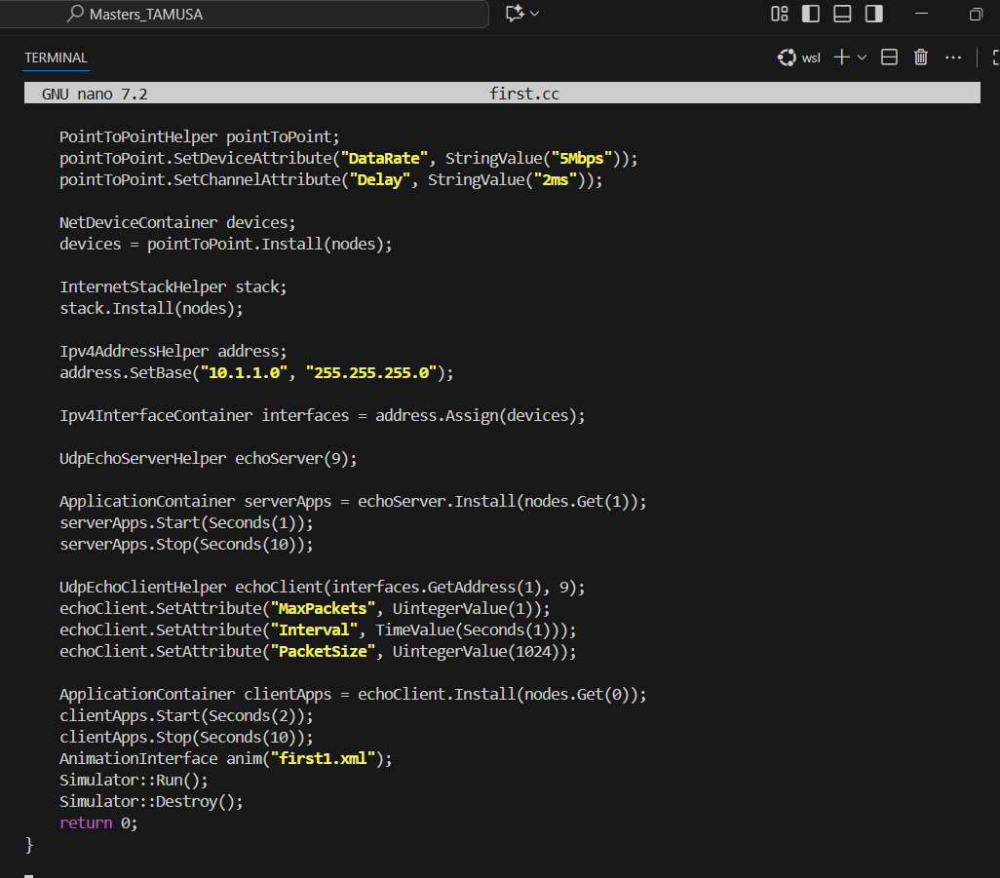 Masters_TAMUSA
TERMINAL
wsl
GNU nano 7.2 first.cc
PointToPointHelper pointToPoint;
pointToPoint.SetDeviceAttribute("DataRate", StringValue("5Mbps"));
pointToPoint.SetChannelAttribute("Delay", StringValue("2ms"));
NetDeviceContainer devices;
devices = pointToPoint.Install(nodes);
InternetStackHelper stack;
stack.Install(nodes);
Ipv4AddressHelper address;
address.SetBase("10.1.1.0", "255.255.255.0");
Ipv4InterfaceContainer interfaces = address.Assign(devices);
UdpEchoServerHelper echoServer(9);
ApplicationContainer serverApps = echoServer.Install(nodes.Get(1));
serverApps.Start(Seconds(1));
serverApps.Stop(Seconds(10));
UdpEchoClientHelper echoClient(interfaces.GetAddress(1), 9);
echoClient.SetAttribute("MaxPackets", UintegerValue(1));
echoClient.SetAttribute("Interval", TimeValue(Seconds(1)));
echoClient.SetAttribute("PacketSize", UintegerValue(1024));
ApplicationContainer clientApps = echoClient.Install(nodes.Get(0));
clientApps.Start(Seconds(2));
clientApps.Stop(Seconds(10));
AnimationInterface anim("first1.xml");
Simulator::Run();
Simulator::Destroy();
return 0;
}